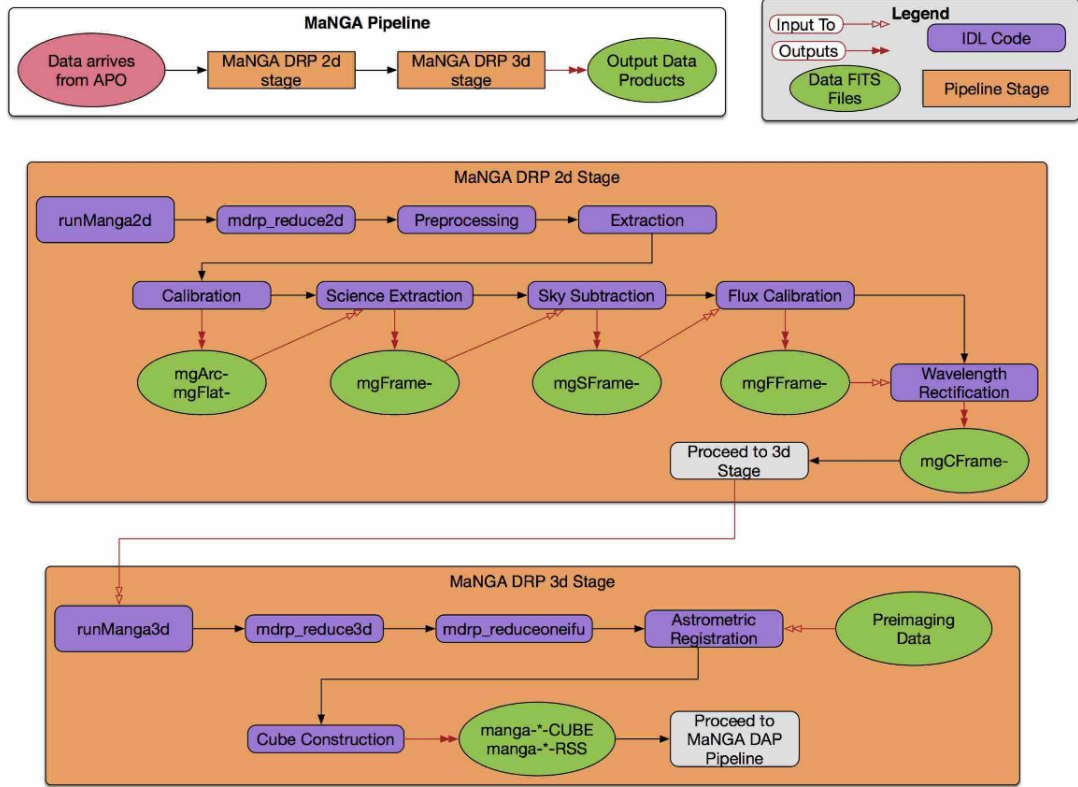 MaNGA Pipeline
Data arrives
from APO
MaNGA DRP 2d
stage
MaNGA DRP 3d
stage
Output Data
Products
Legend
Input To
Outputs
IDL Code
Data FITS
Files
Pipeline Stage
MaNGA DRP 2d Stage
runManga2d
mdrp_reduce2d
Preprocessing
Extraction
Calibration
Science Extraction
Sky Subtraction
Flux Calibration
mgArc-
mgFlat-
mgFrame-
mgSFrame-
mgFFrame-
Wavelength
Rectification
Proceed to 3d
Stage
mgCFrame-
MaNGA DRP 3d Stage
runManga3d
mdrp_reduce3d
mdrp_reduceoneifu
Astrometric
Registration
Preimaging
Data
Cube Construction
manga-*-CUBE
manga-*-RSS
Proceed to
MaNGA DAP
Pipeline